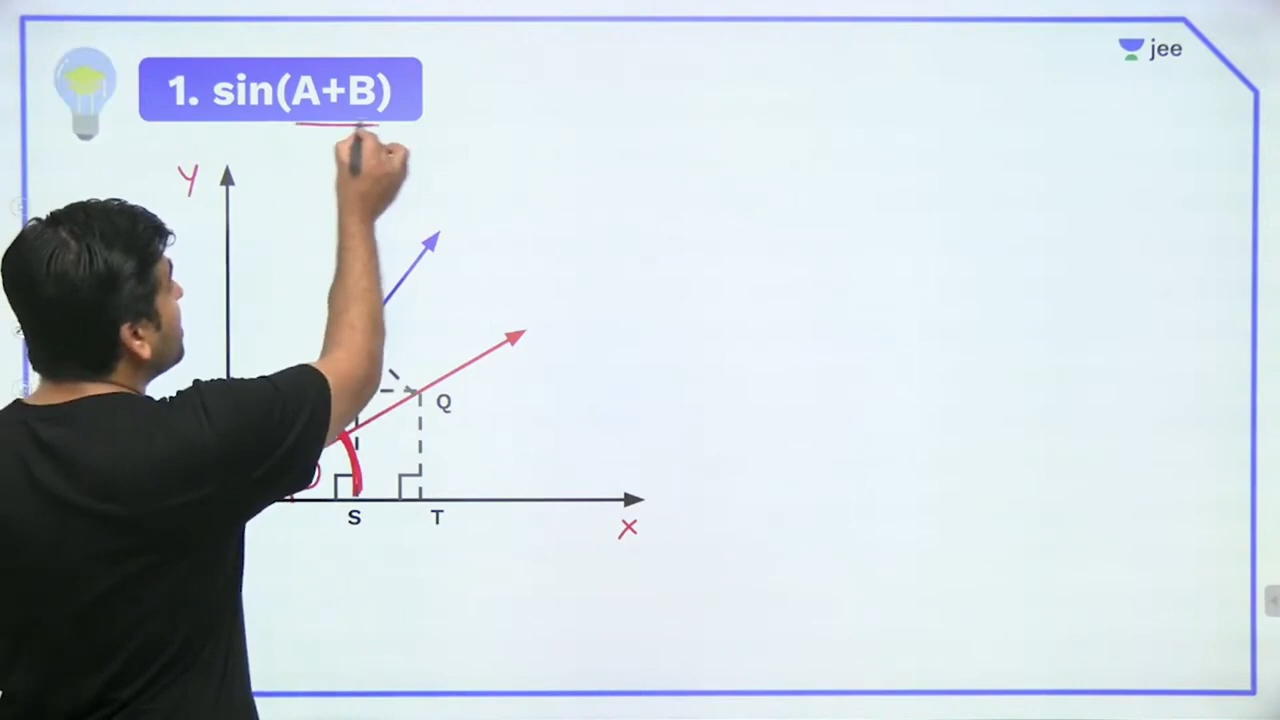 jee
1. sin(A+B)
y
Q
S T
x